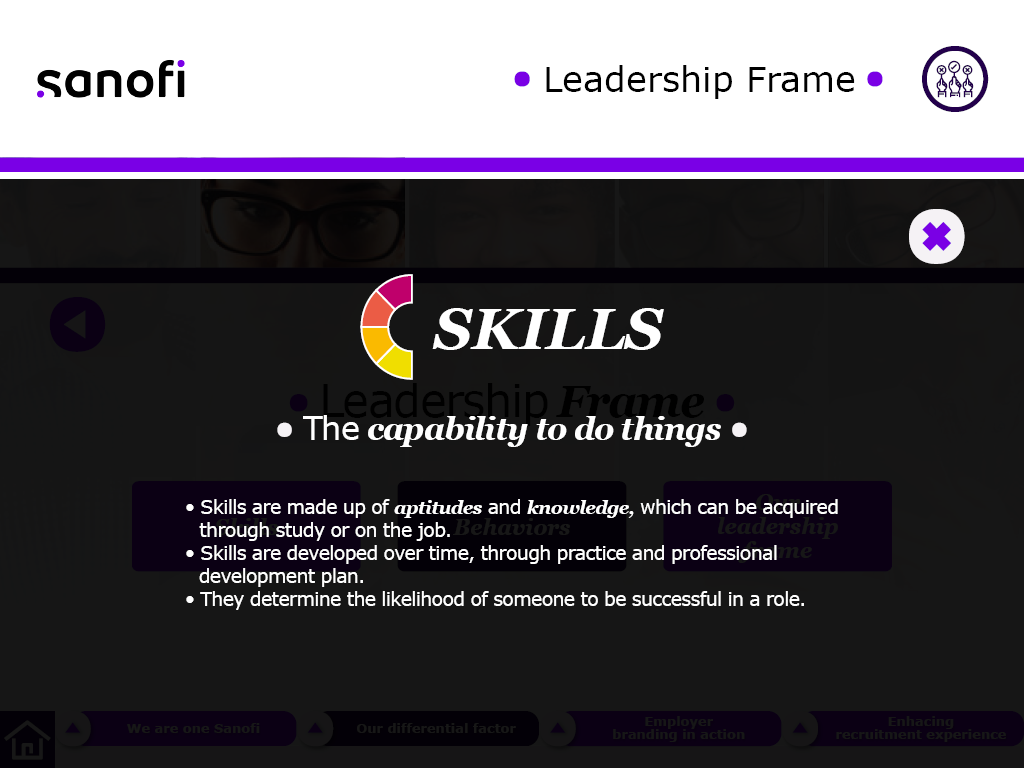 sanofi
• Leadership Frame •
SKILLS
• Leadership Frame •
• The capability to do things •
• Skills are made up of aptitudes and knowledge, which can be acquired
through study or on the job.
• Skills are developed over time, through practice and professional
development plan.
• They determine the likelihood of someone to be successful in a role.
Behaviors
Our
leadership
frame
We are one Sanofi
Our differential factor
Employer
branding in action
Enhacing
recruitment experience